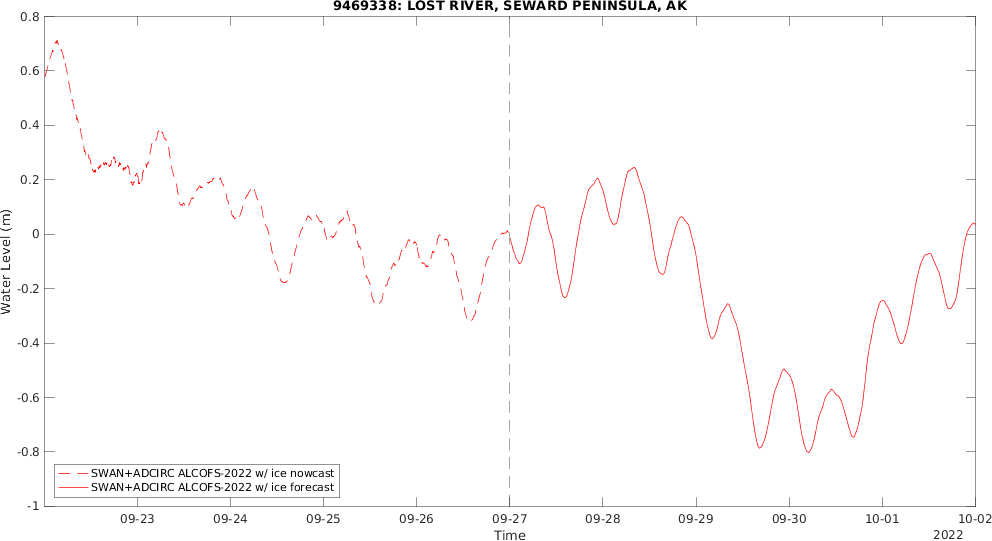 9469338: LOST RIVER, SEWARD PENINSULA, AK
0.8
0.6
0.4
0.2
0
-0.2
-0.4
-0.6
-0.8
-1
Water Level (m)
SWAN+ADCIRC ALCOFS-2022 w/ ice nowcast
SWAN+ADCIRC ALCOFS-2022 w/ ice forecast
09-23 09-24 09-25 09-26 09-27 09-28 09-29 09-30 10-01 10-02
Time
2022